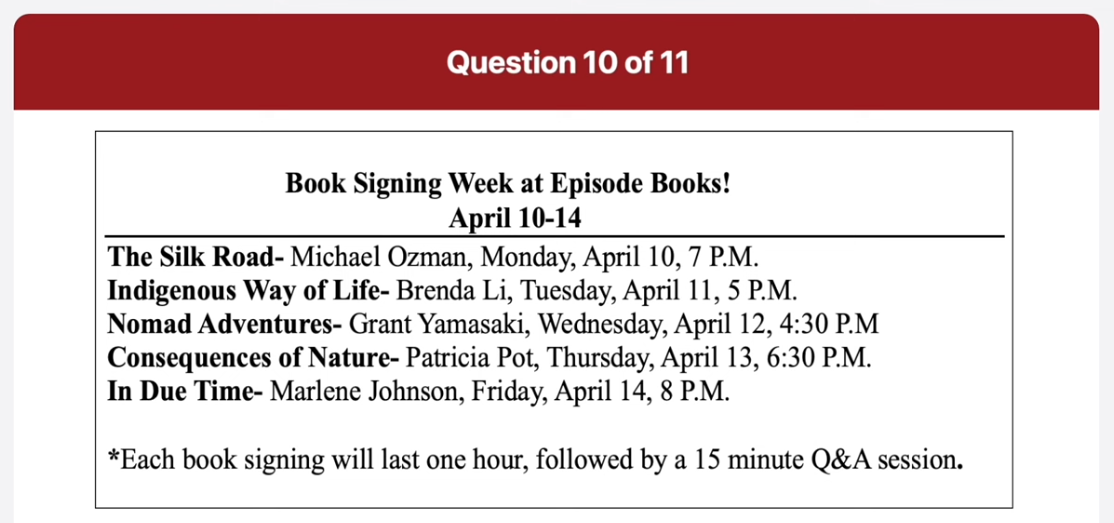 Question 10 of 11
Book Signing Week at Episode Books!
April 10-14
The Silk Road- Michael Ozman, Monday, April 10, 7 P.M.
Indigenous Way of Life- Brenda Li, Tuesday, April 11, 5 P.M.
Nomad Adventures- Grant Yamasaki, Wednesday, April 12, 4:30 P.M
Consequences of Nature- Patricia Pot, Thursday, April 13, 6:30 P.M.
In Due Time- Marlene Johnson, Friday, April 14, 8 P.M.
*Each book signing will last one hour, followed by a 15 minute Q&A session.